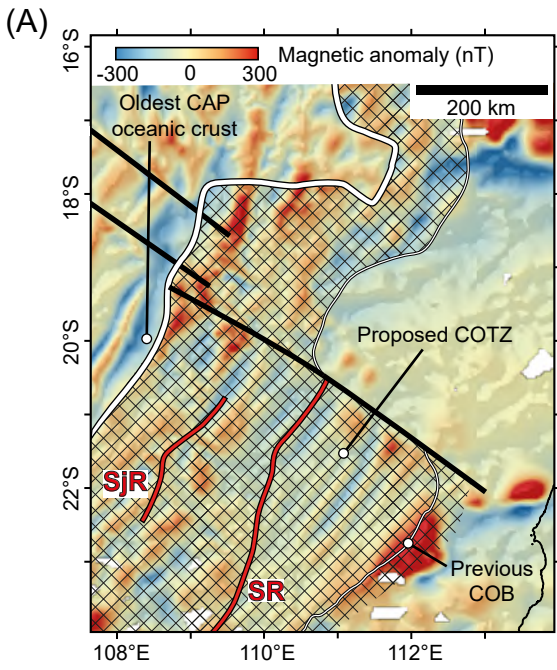 (A)
16°S
Magnetic anomaly (nT)
-300 0 300
200 km
Oldest CAP
oceanic crust
18°S
20°S
Proposed COTZ
SjR
22°S
SR
Previous
COB
108°E 110°E 112°E